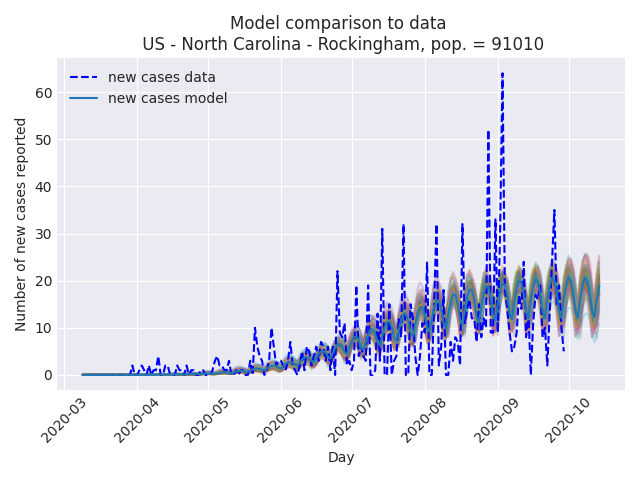 Model comparison to data
US - North Carolina - Rockingham, pop. = 91010
new cases data
new cases model
Number of new cases reported
60
50
40
30
20
10
0
2020-03
2020-04
2020-05
2020-06
2020-07
2020-08
2020-09
2020-10
Day